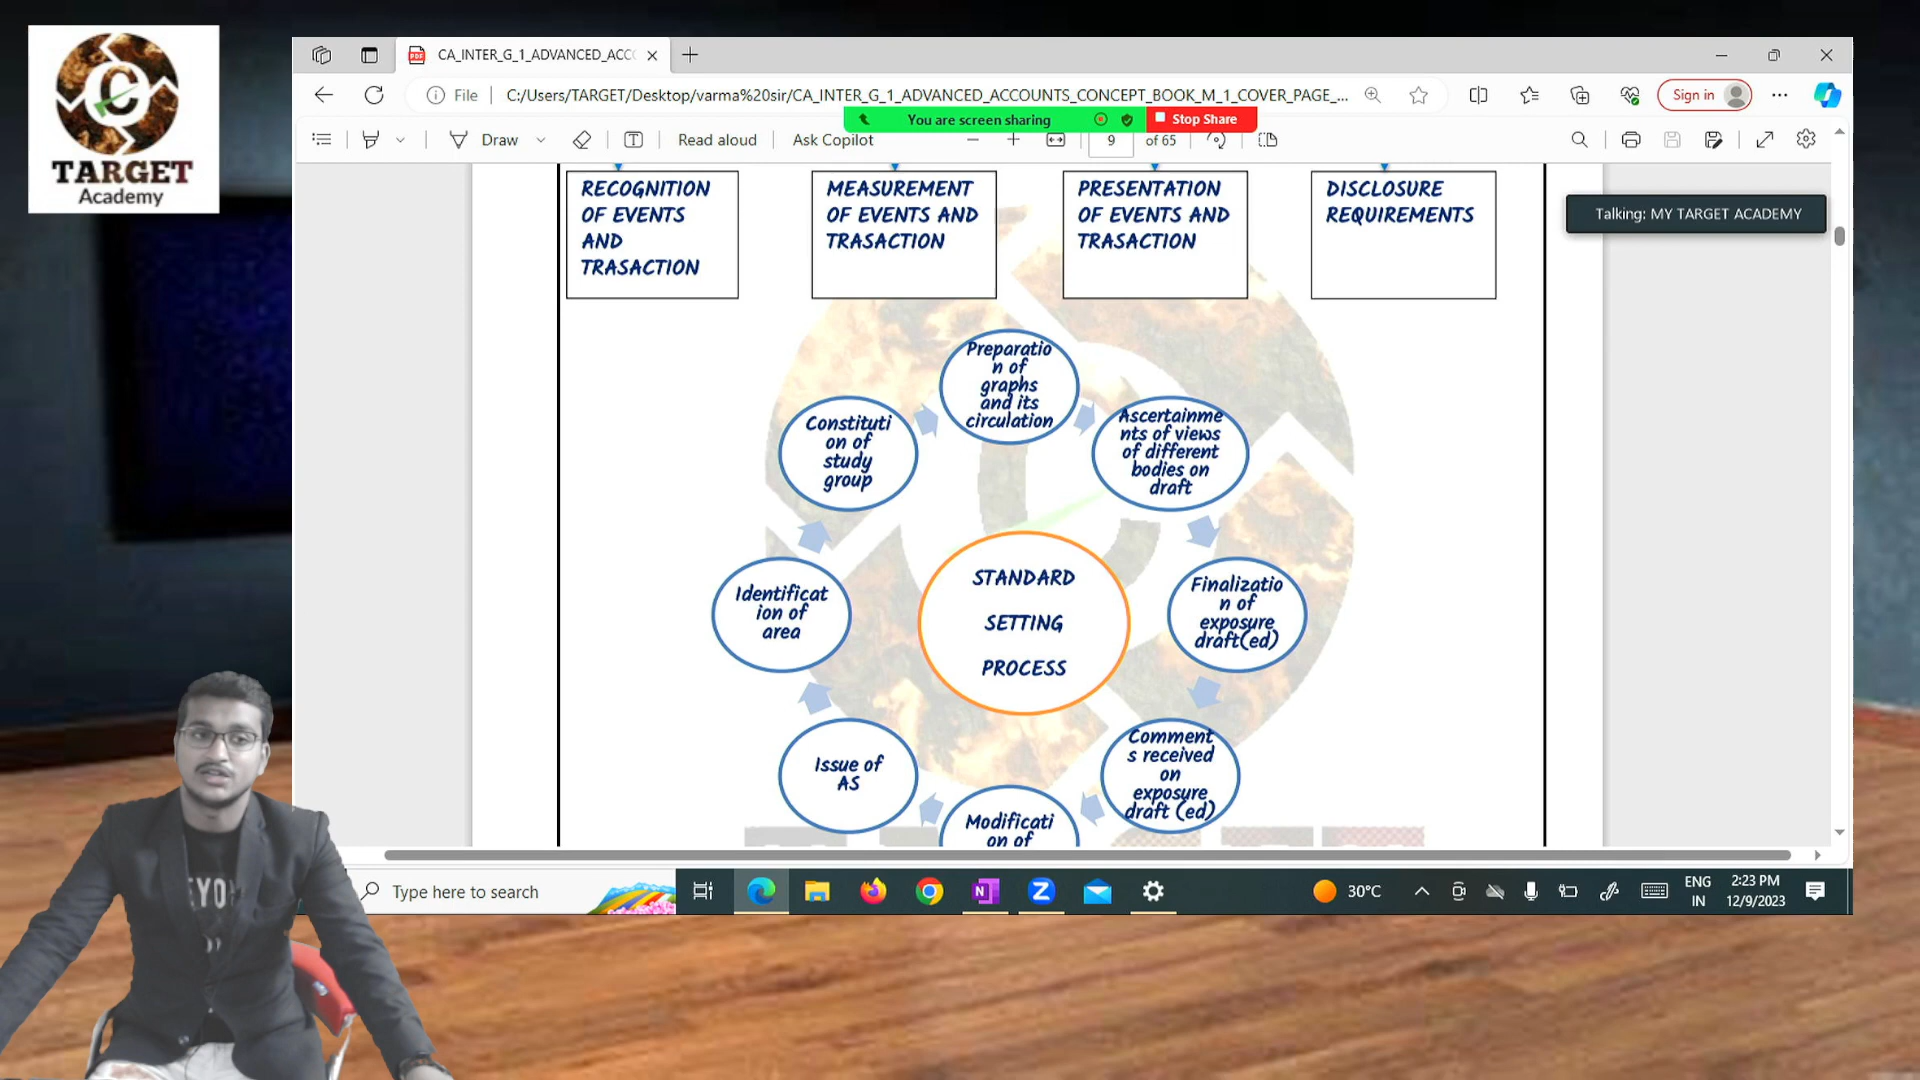 TARGET
Academy
CA_INTER_G_1_ADVANCED_ACC
File
C:/Users/TARGET/Desktop/varma%20sir/CA_INTER_G_1_ADVANCED_ACCOUNTS_CONCEPT_BOOK_M_1_COVER_PAGE_...
Sign in
You are screen sharing
Stop Share
Draw
Read aloud
Ask Copilot
9
of 65
Talking: MY TARGET ACADEMY
RECOGNITION
OF EVENTS
AND
TRASACTION
MEASUREMENT
OF EVENTS AND
TRASACTION
PRESENTATION
OF EVENTS AND
TRASACTION
DISCLOSURE
REQUIREMENTS
Preparatio
n of
graphs
and its
circulation
Constituti
on of
study
group
Ascertainme
nts of views
of different
bodies on
draft
Identificat
ion of
area
STANDARD
SETTING
PROCESS
Finalizatio
n of
exposure
draft(ed)
Issue of
AS
Comment
s received
on
exposure
draft (ed)
Modificati
on of
Type here to search
30°C
ENG
IN
2:23 PM
12/9/2023